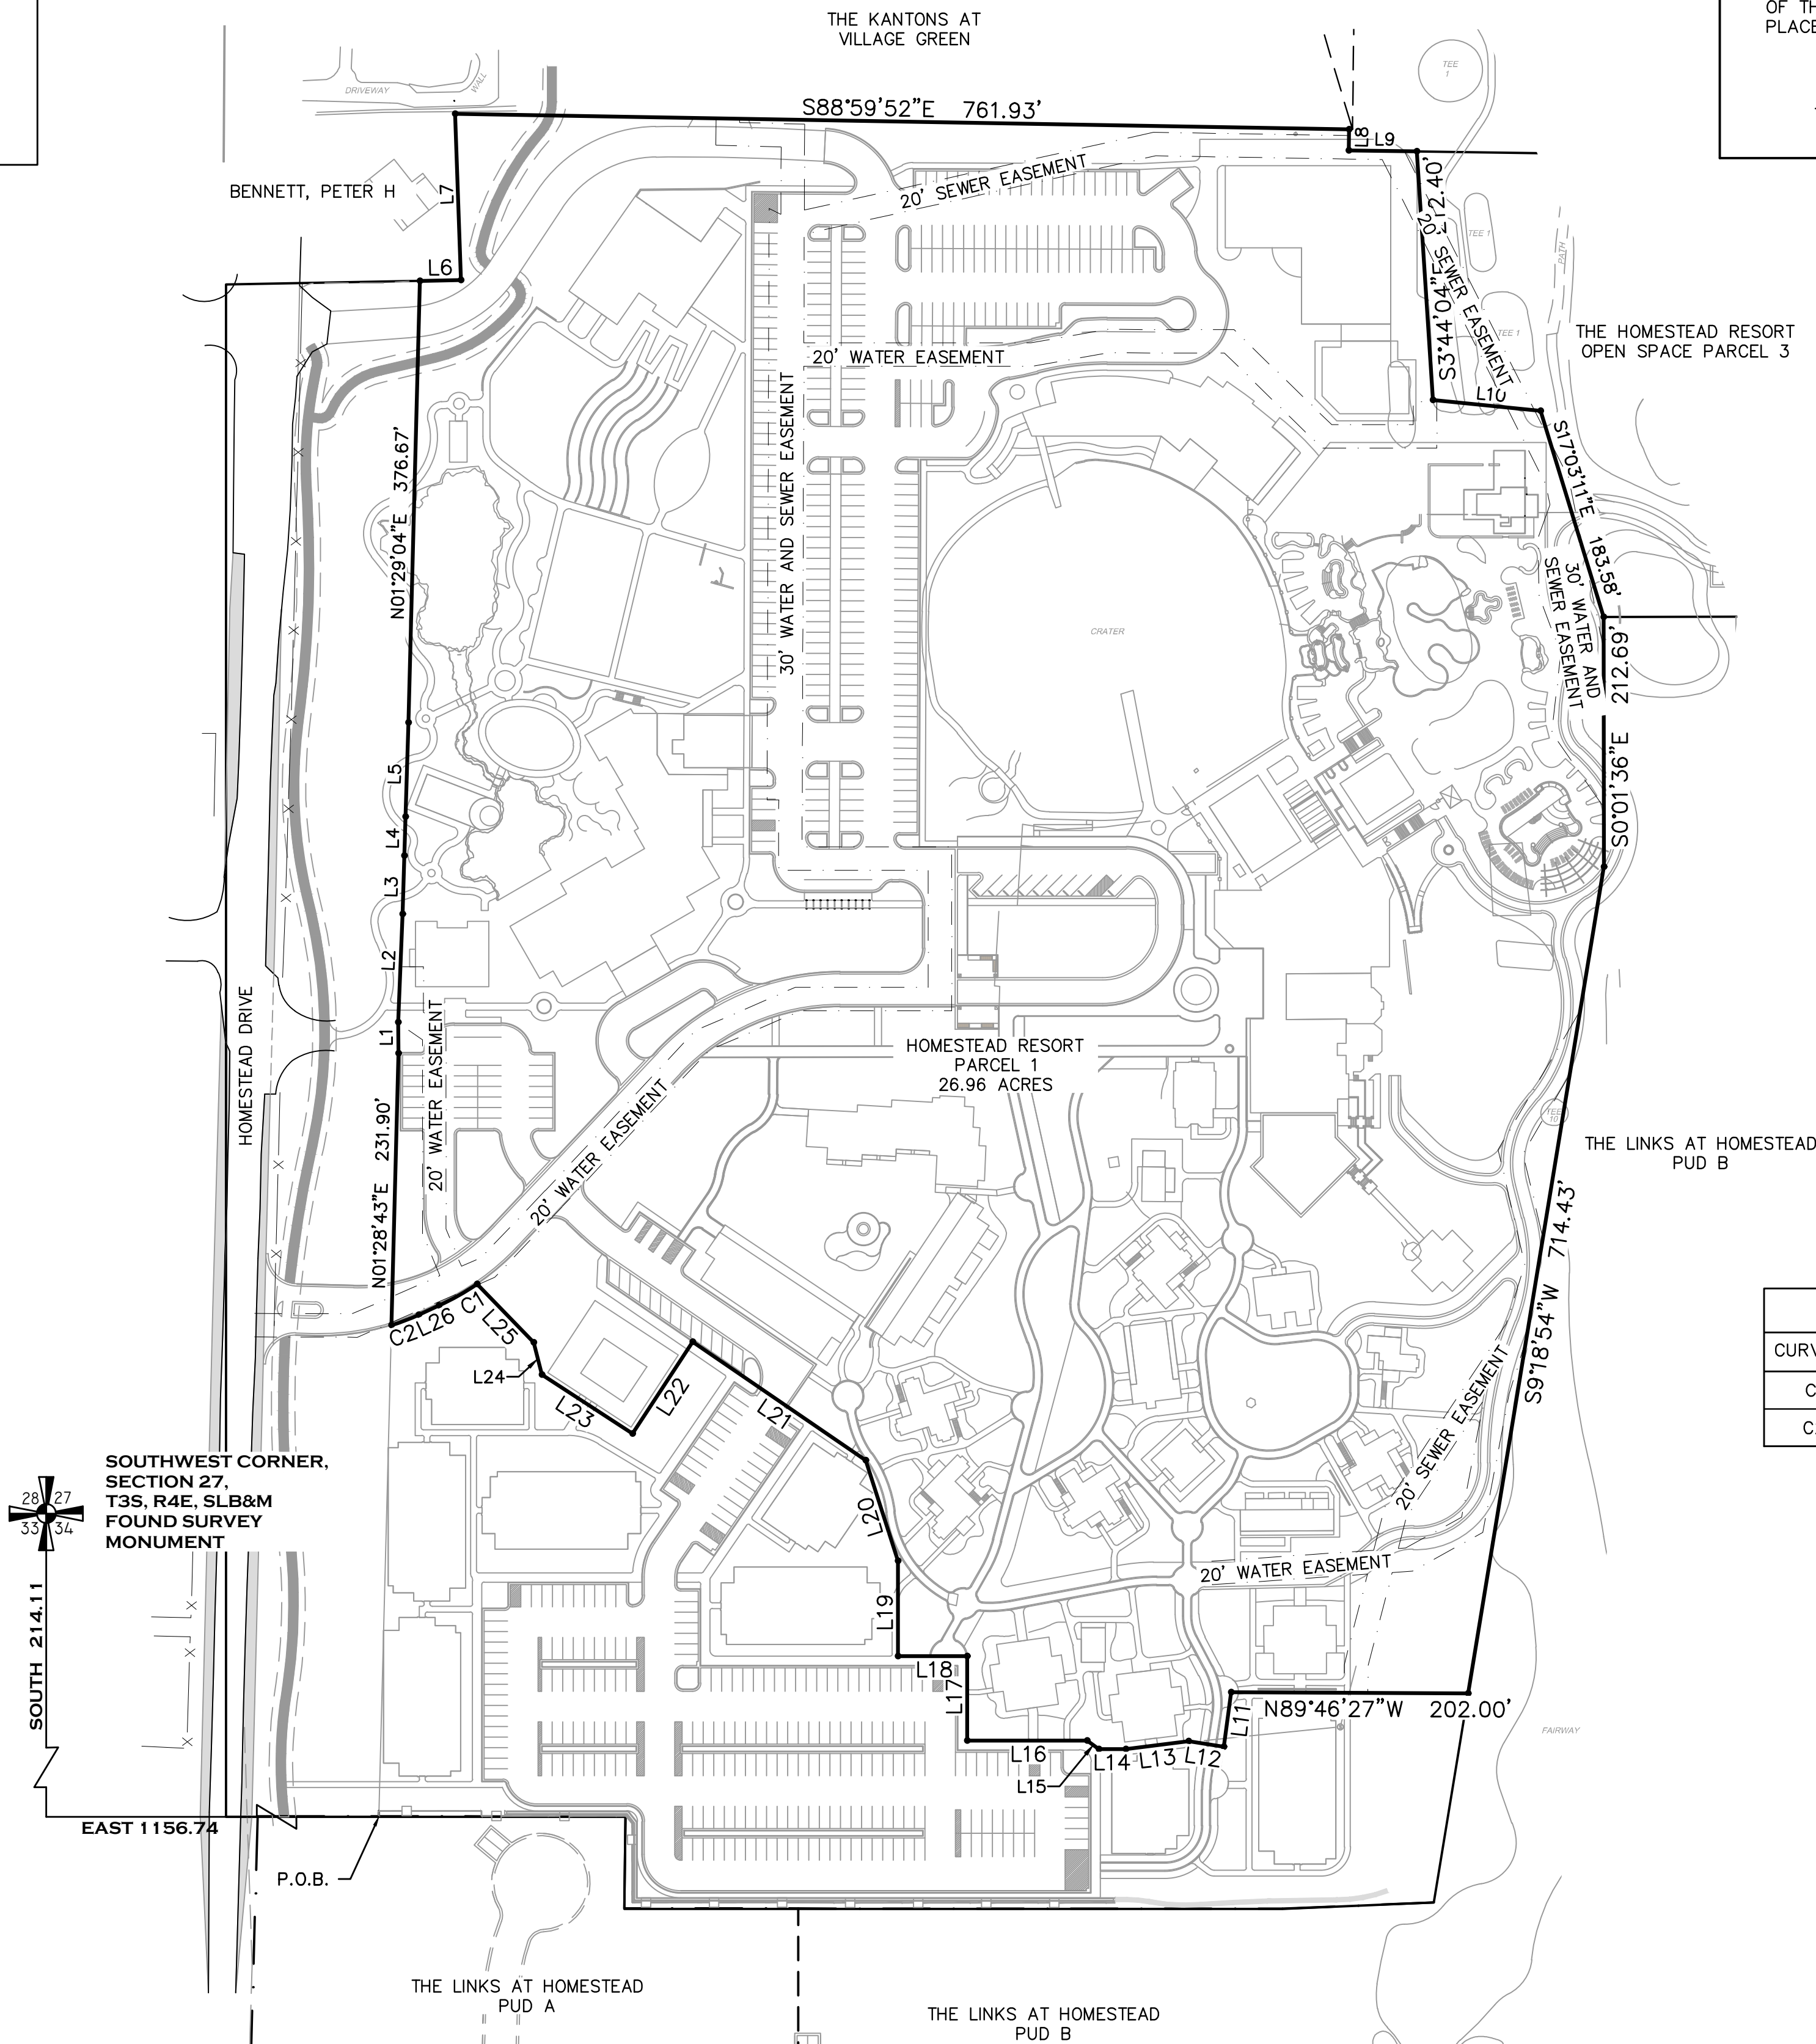 THE KANTONS AT
VILLAGE GREEN
OF TH
PLACE
DRIVEWAY
WALL
TEE
1
S88°59'52"E 761.93'
L8
L9
BENNETT, PETER H
L7
L6
20' SEWER EASEMENT
S3°44'04"E 212.40'
20' SEWER EASEMENT
TEE 1
TEE 1
PATH
THE HOMESTEAD RESORT
OPEN SPACE PARCEL 3
20' WATER EASEMENT
L10
30' WATER AND SEWER EASEMENT
N01°29'04"E 376.67'
S17°03'11"E 183.58'
30' WATER AND
SEWER EASEMENT
CRATER
S0°01'36"E 212.69'
L5
L4
L3
L2
L1
HOMESTEAD DRIVE
20' WATER EASEMENT
HOMESTEAD RESORT
PARCEL 1
26.96 ACRES
N01°28'43"E 231.90'
20' WATER EASEMENT
TEE
10
THE LINKS AT HOMESTEAD
PUD B
S9°18'54"W 714.43'
C2
L26
C1
L25
L24
L23
L22
L21
L20
20' SEWER EASEMENT
CURV
C
C
SOUTHWEST CORNER,
SECTION 27,
T3S, R4E, SLB&M
FOUND SURVEY
MONUMENT
28 27
33 34
20' WATER EASEMENT
SOUTH 214.11
L19
L18
L17
L16
L15
L14
L13
L12
L11
N89°46'27"W 202.00'
FAIRWAY
EAST 1156.74
P.O.B.
THE LINKS AT HOMESTEAD
PUD A
THE LINKS AT HOMESTEAD
PUD B